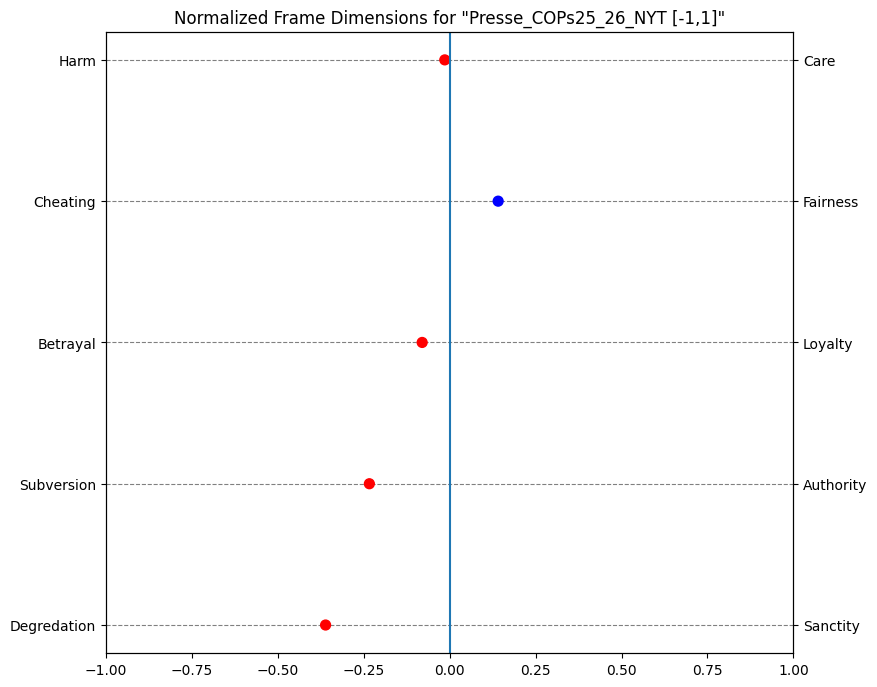 Normalized Frame Dimensions for "Presse_COPs25_26_NYT [-1,1]"
Harm Care
Cheating Fairness
Betrayal Loyalty
Subversion Authority
Degredation Sanctity
−1.00 −0.75 −0.50 −0.25 0.00 0.25 0.50 0.75 1.00